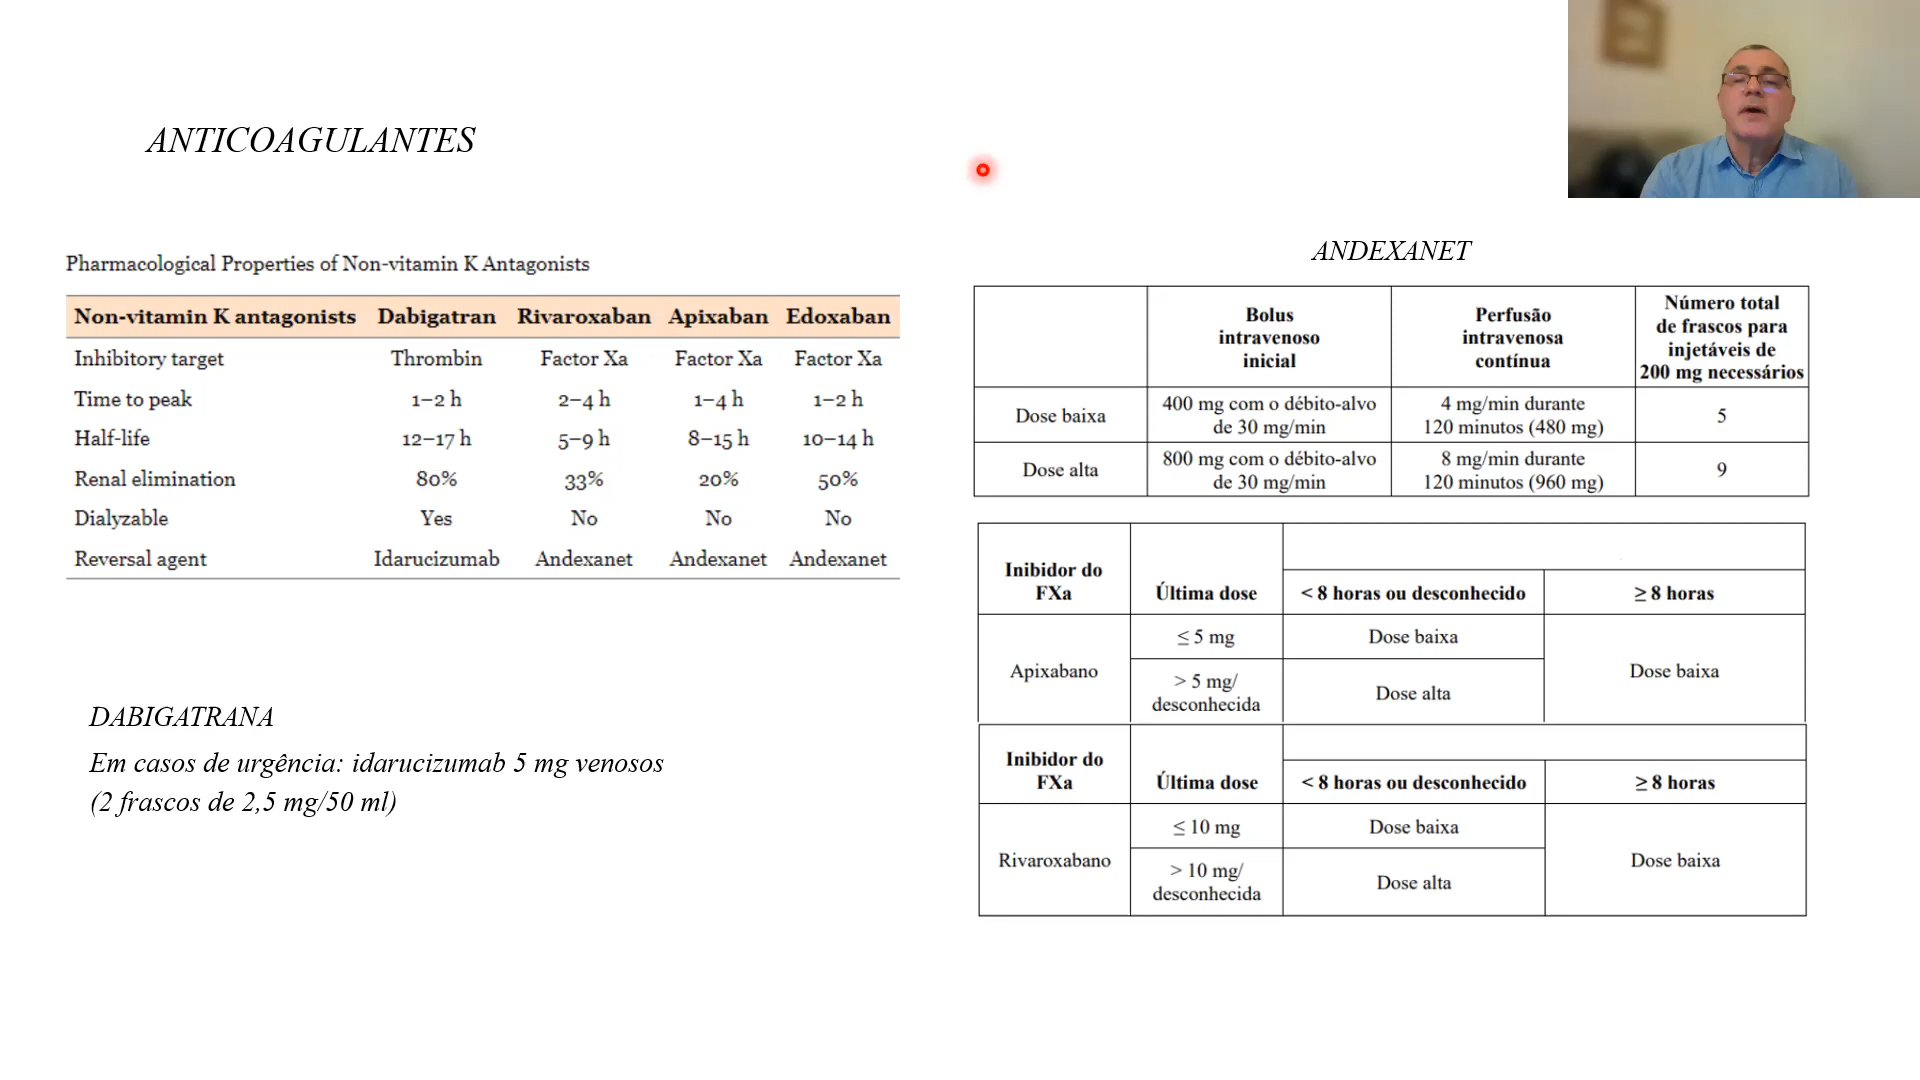 ANTICOAGULANTES
Pharmacological Properties of Non-vitamin K Antagonists
Non-vitamin K antagonists Dabigatran Rivaroxaban Apixaban Edoxaban
Inhibitory target Thrombin Factor Xa Factor Xa Factor Xa
Time to peak 1–2 h 2–4 h 1–4 h 1–2 h
Half-life 12–17 h 5–9 h 8–15 h 10–14 h
Renal elimination 80% 33% 20% 50%
Dialyzable Yes No No No
Reversal agent Idarucizumab Andexanet Andexanet Andexanet
DABIGATRANA
Em casos de urgência: idarucizumab 5 mg venosos
(2 frascos de 2,5 mg/50 ml)
ANDEXANET
Bolus
intravenoso
inicial
Perfusão
intravenosa
contínua
Número total
de frascos para
injetáveis de
200 mg necessários
Dose baixa
400 mg com o débito-alvo
de 30 mg/min
4 mg/min durante
120 minutos (480 mg)
5
Dose alta
800 mg com o débito-alvo
de 30 mg/min
8 mg/min durante
120 minutos (960 mg)
9
Inibidor do
FXa
Última dose
< 8 horas ou desconhecido
≥ 8 horas
Apixabano
≤ 5 mg
Dose baixa
> 5 mg/
desconhecida
Dose alta
Dose baixa
Inibidor do
FXa
Última dose
< 8 horas ou desconhecido
≥ 8 horas
Rivaroxabano
≤ 10 mg
Dose baixa
> 10 mg/
desconhecida
Dose alta
Dose baixa